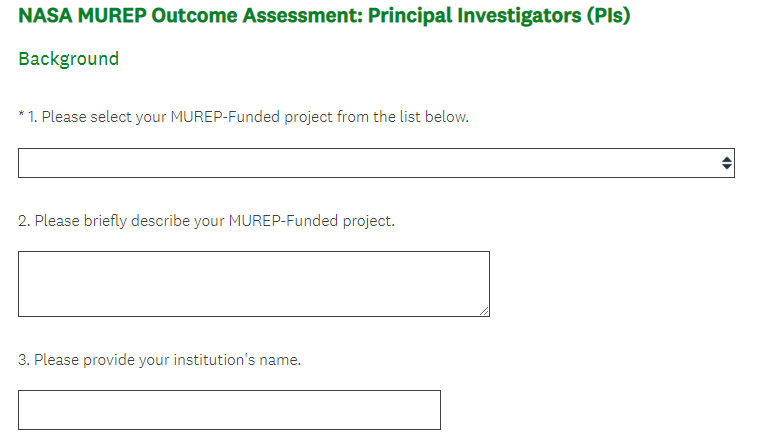 NASA MUREP Outcome Assessment: Principal Investigators (PIs)
Background
* 1. Please select your MUREP-Funded project from the list below.
2. Please briefly describe your MUREP-Funded project.
3. Please provide your institution's name.